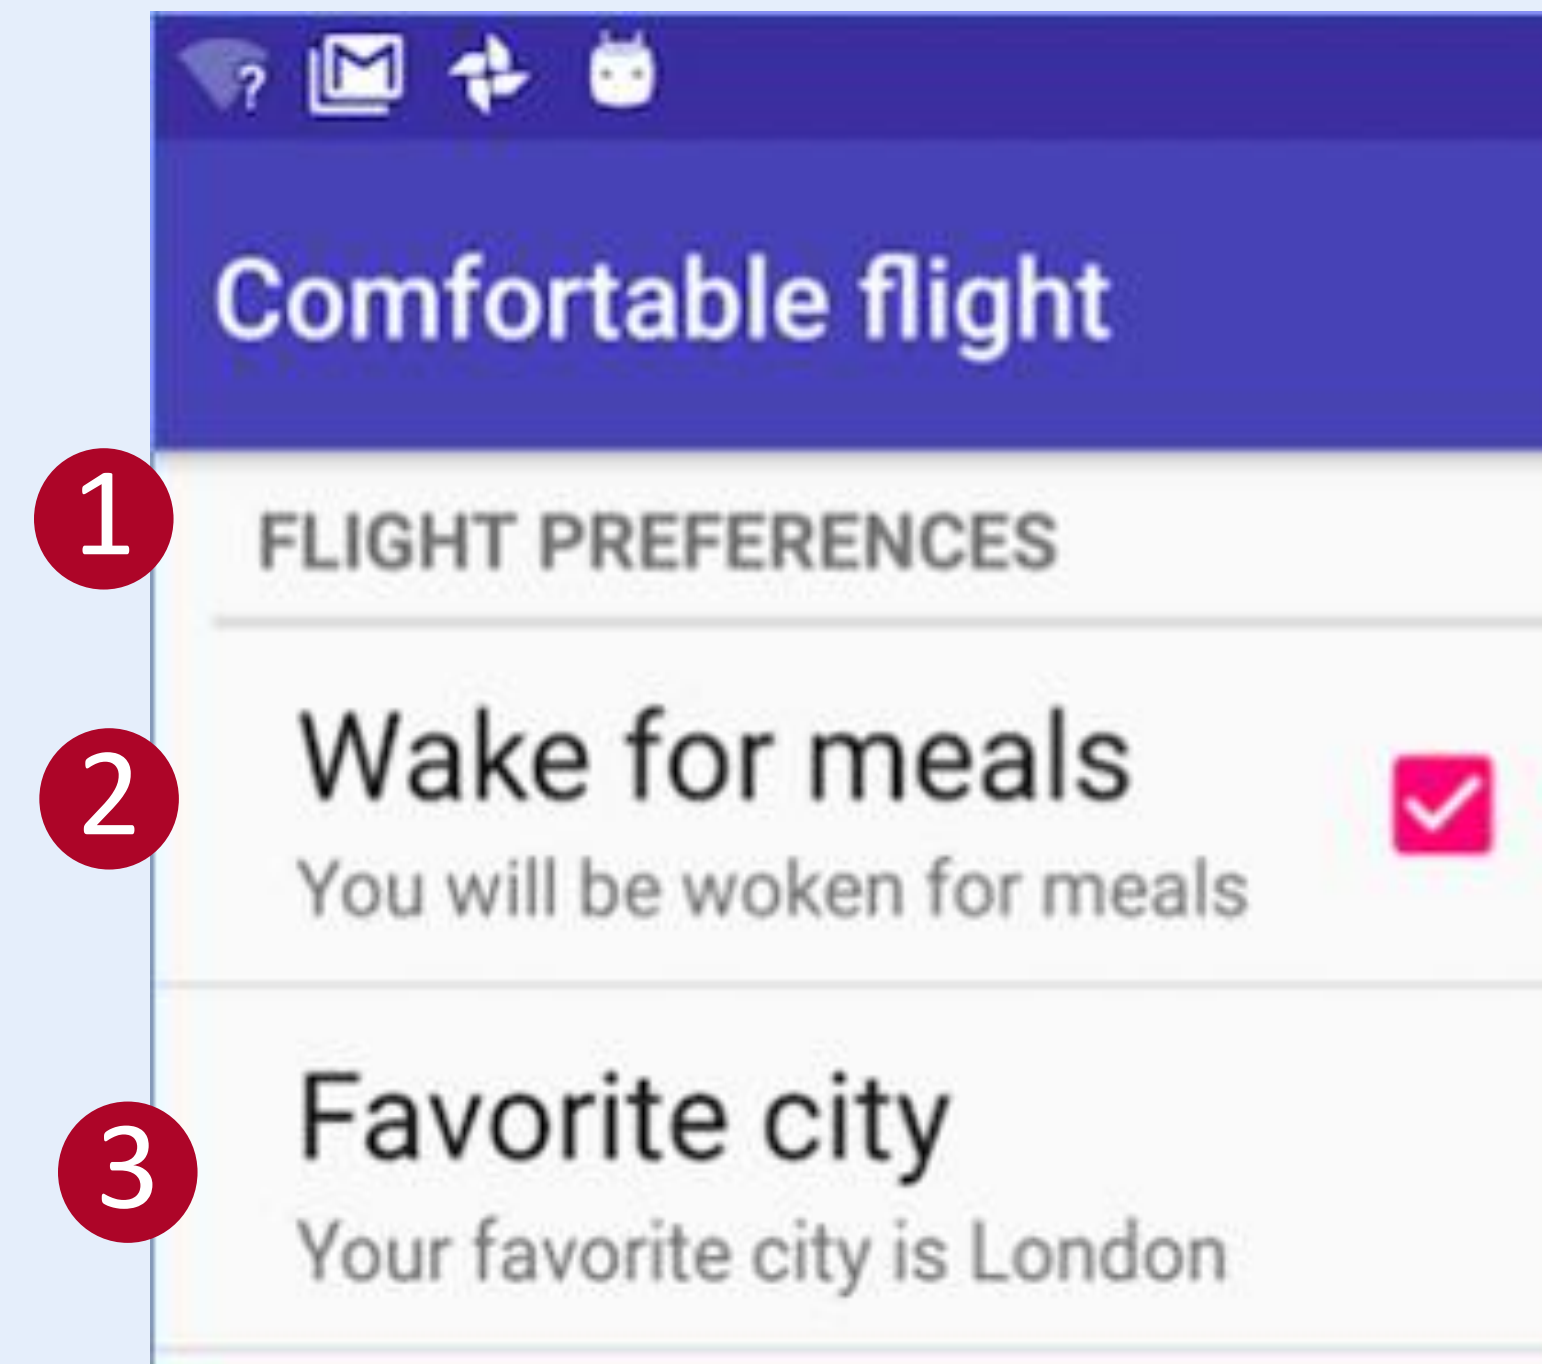 ?
Comfortable flight
1
FLIGHT PREFERENCES
2
Wake for meals
You will be woken for meals
3
Favorite city
Your favorite city is London